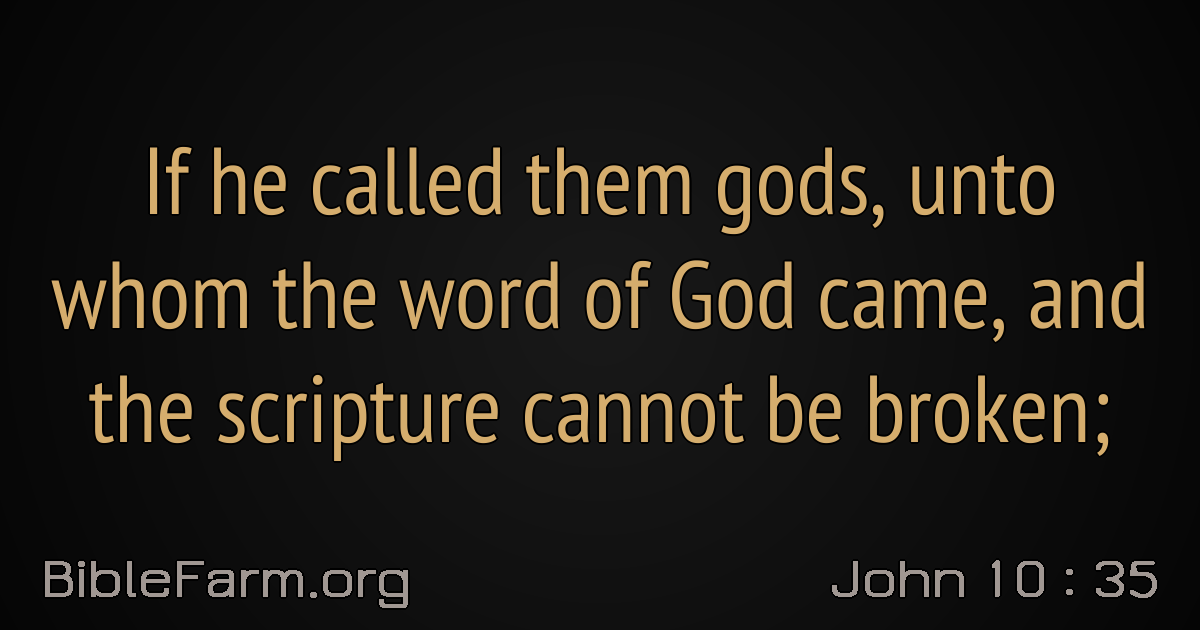 If he called them gods, unto
whom the word of God came, and
the scripture cannot be broken;
BibleFarm.org
John 10 : 35